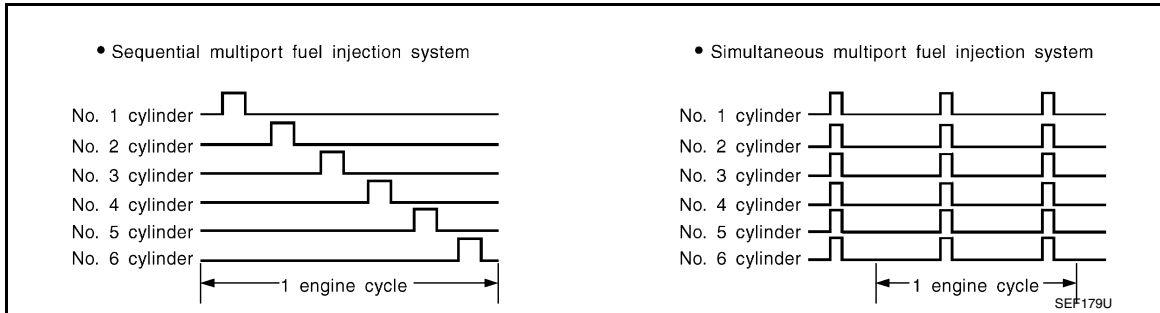 • Sequential multiport fuel injection system
No. 1 cylinder
No. 2 cylinder
No. 3 cylinder
No. 4 cylinder
No. 5 cylinder
No. 6 cylinder
1 engine cycle
• Simultaneous multiport fuel injection system
No. 1 cylinder
No. 2 cylinder
No. 3 cylinder
No. 4 cylinder
No. 5 cylinder
No. 6 cylinder
1 engine cycle
SEF179U